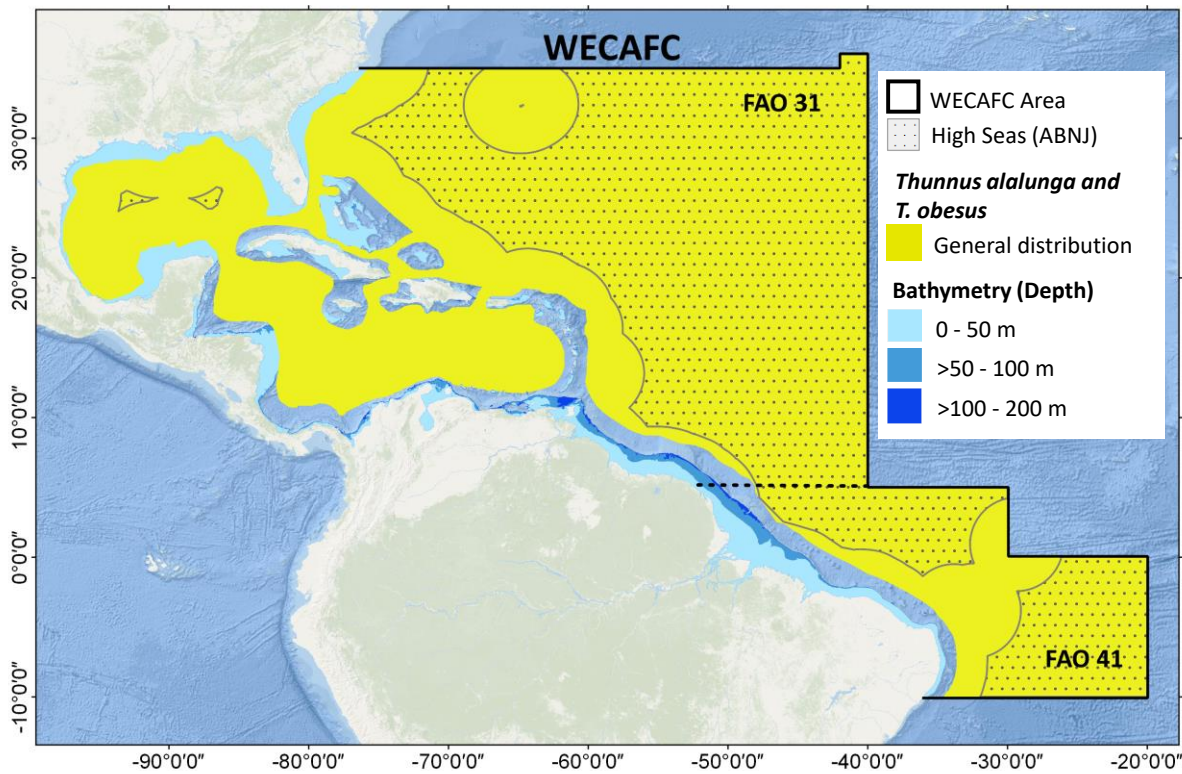 WECAFC
FAO 31
WECAFC Area
High Seas (ABNJ)
Thunnus alalunga and
T. obesus
General distribution
Bathymetry (Depth)
0 - 50 m
>50 - 100 m
>100 - 200 m
FAO 41
30°0'0"
20°0'0"
10°0'0"
0°0'0"
-10°0'0"
-90°0'0"
-80°0'0"
-70°0'0"
-60°0'0"
-50°0'0"
-40°0'0"
-30°0'0"
-20°0'0"